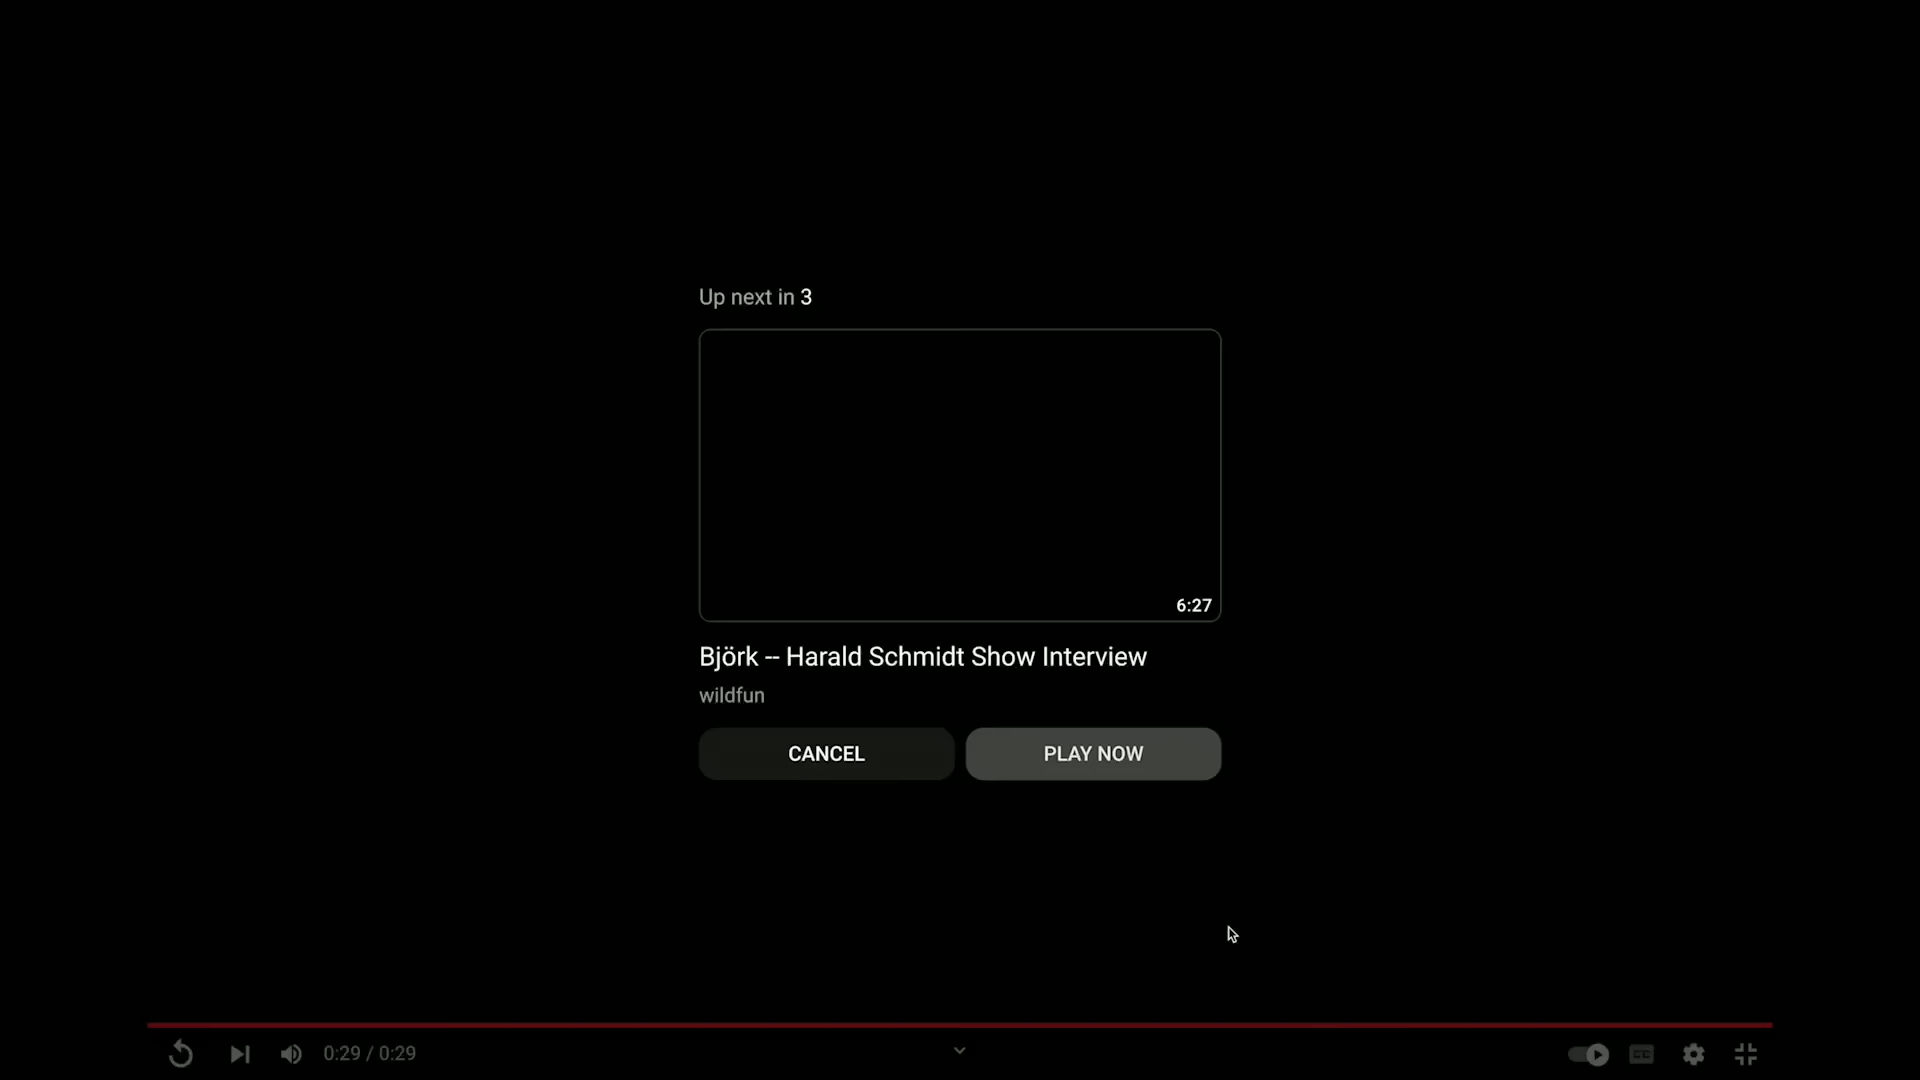 Up next in 3
6:27
Björk -- Harald Schmidt Show Interview
wildfun
CANCEL
PLAY NOW
0:29 / 0:29
CC